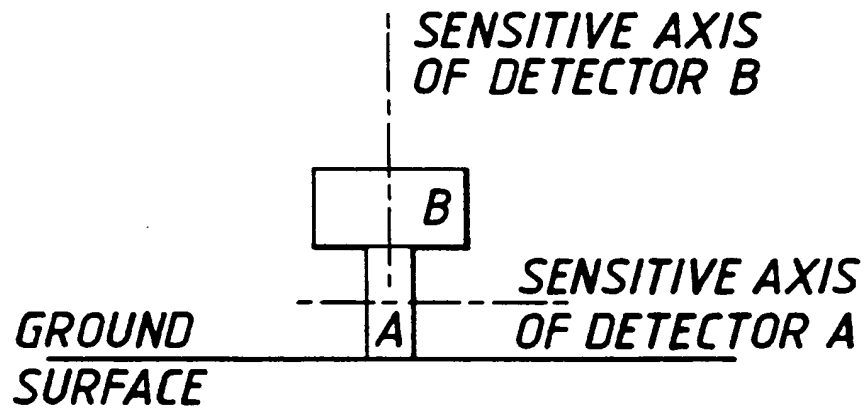 SENSITIVE AXIS
OF DETECTOR B
B
SENSITIVE AXIS
OF DETECTOR A
A
GROUND
SURFACE